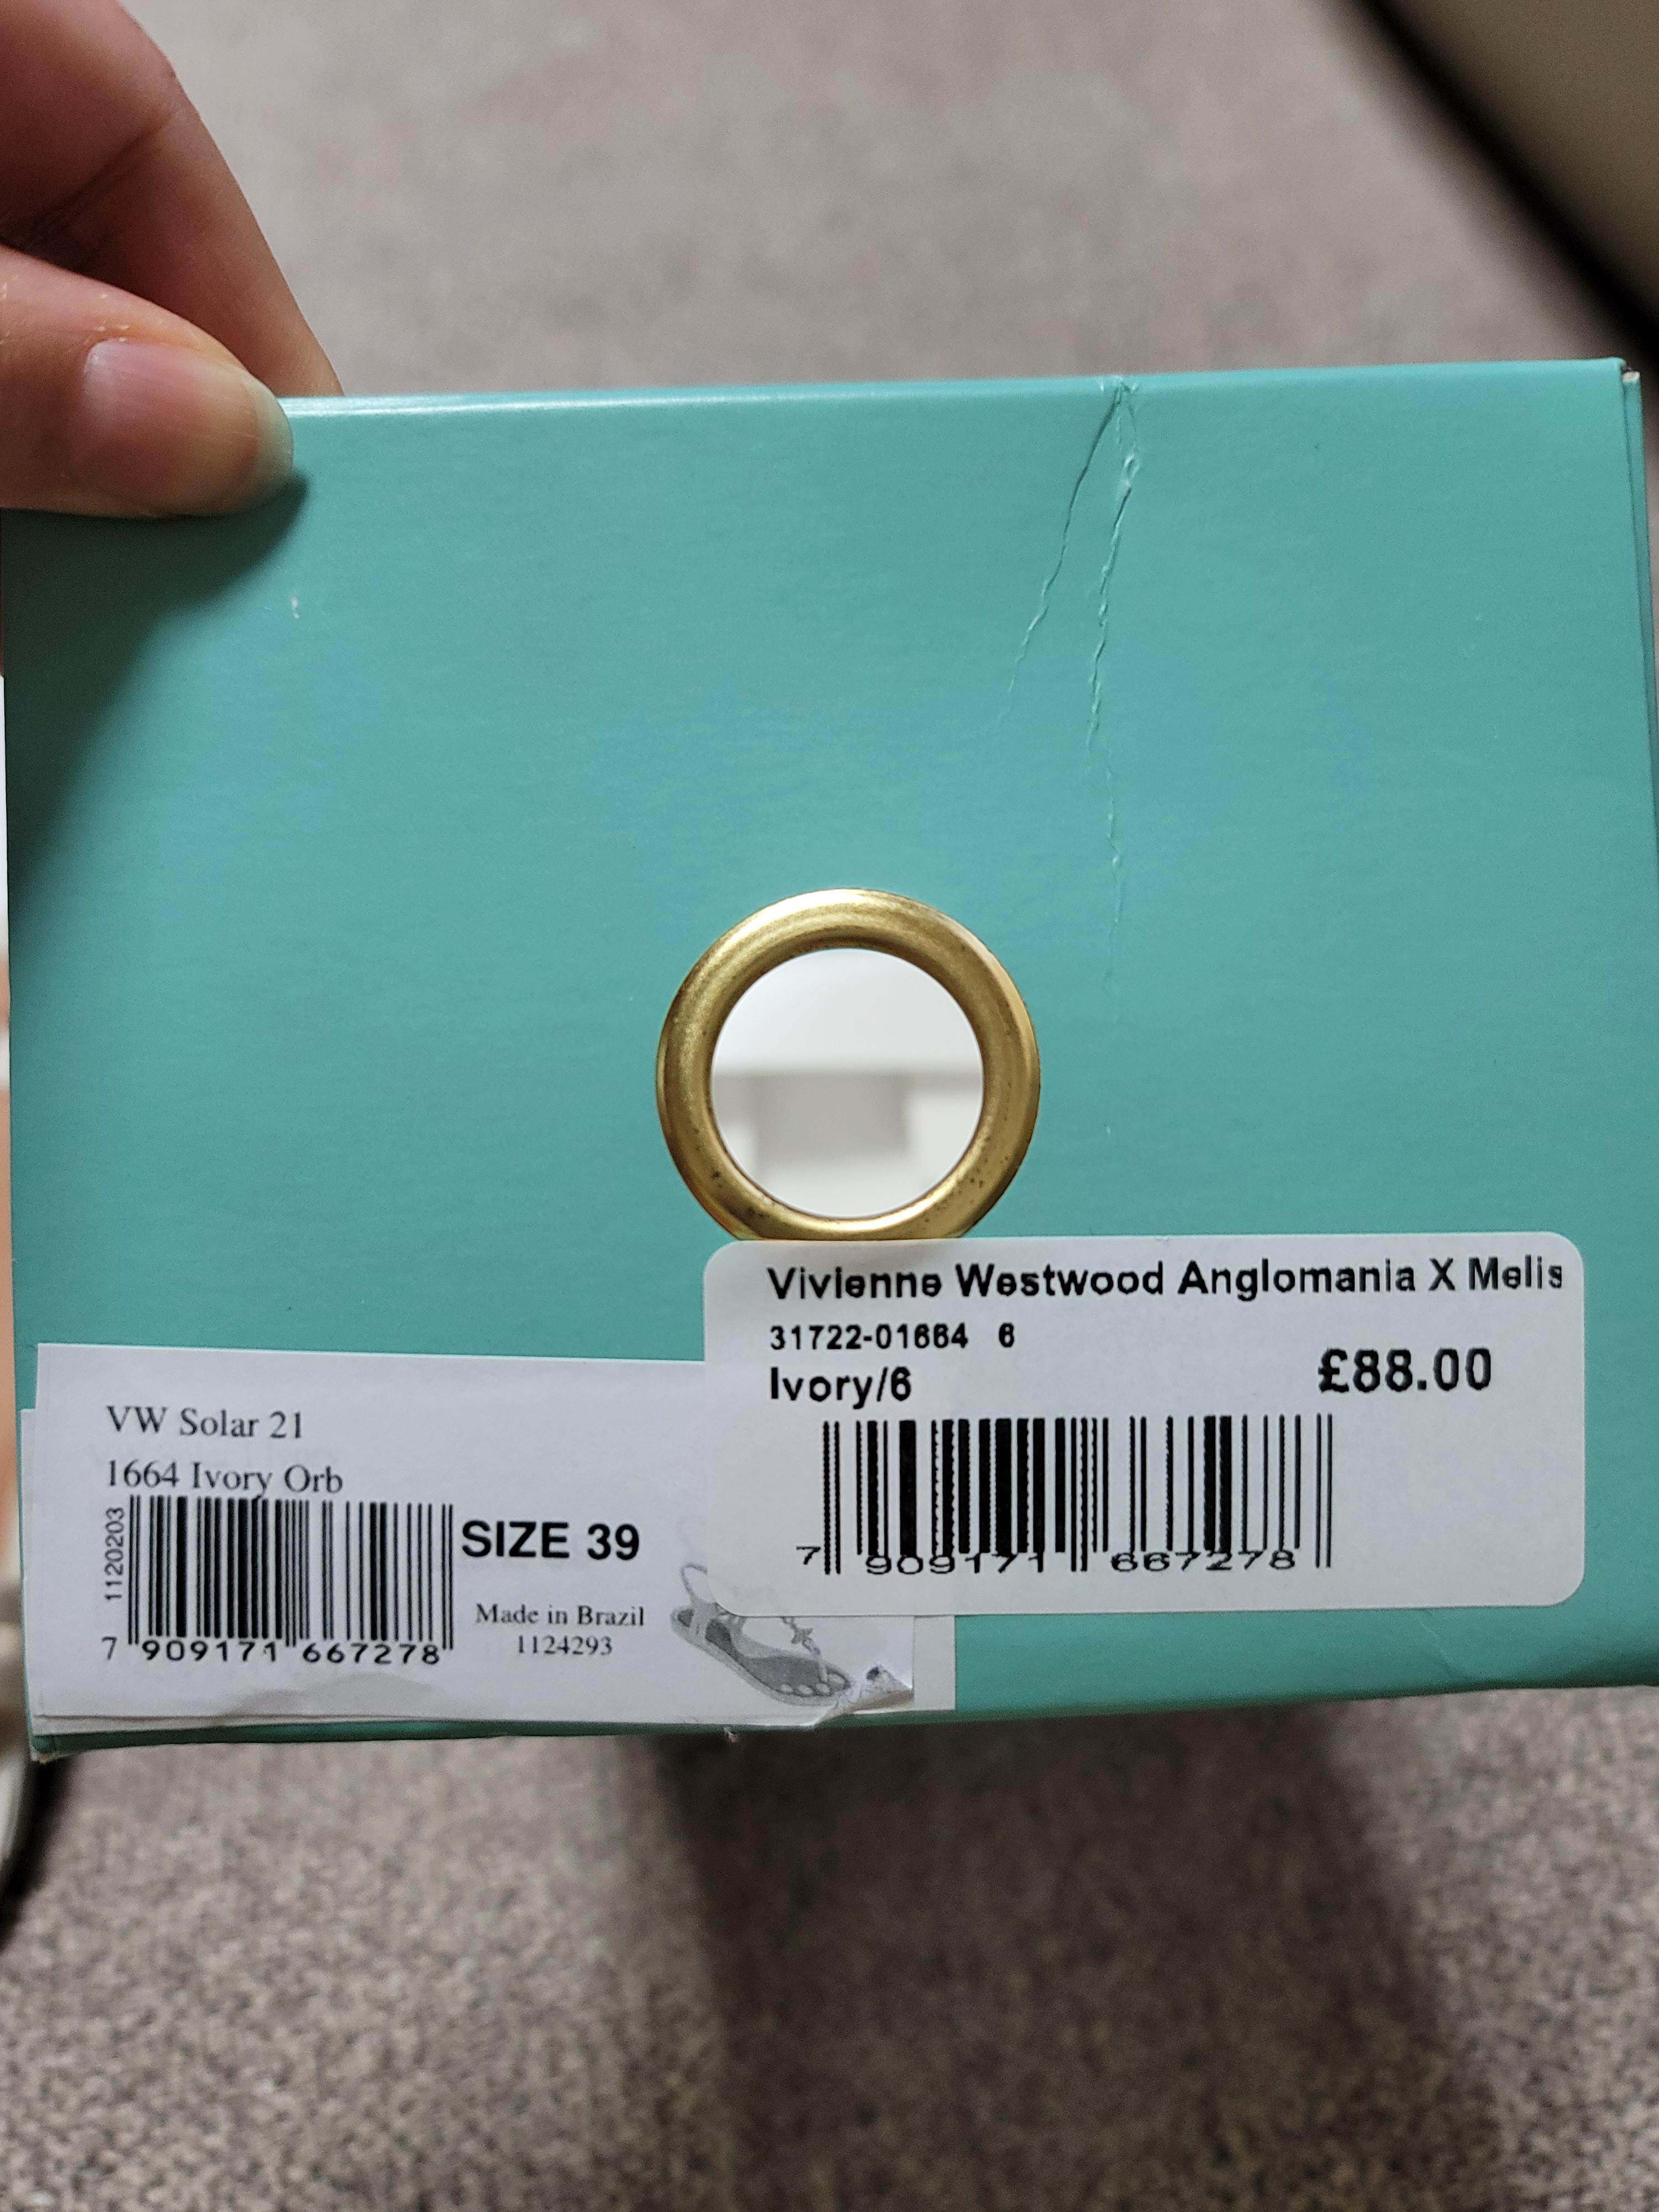 Vivienne Westwood Anglomania X Melis
31722-01664 6
Ivory/6
£88.00
7 909171 667278
VW Solar 21
1664 Ivory Orb
1120203
SIZE 39
Made in Brazil
1124293
7 909171 667278